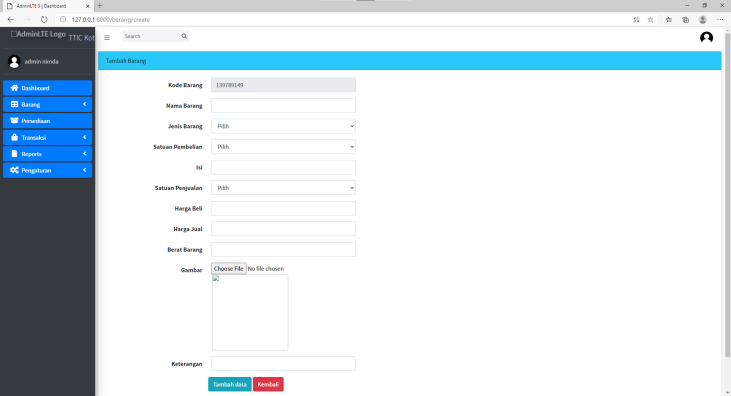 AdminLTE 3 | Dashboard
127.0.0.1:8000/barang/create
AdminLTE Logo TTIC Kot
Search
admin nimda
Tambah Barang
Dashboard
Barang
Persediaan
Transaksi
Reports
Pengaturan
Kode Barang 139789149
Nama Barang
Jenis Barang Pilih
Satuan Pembelian Pilih
Isi
Satuan Penjualan Pilih
Harga Beli
Harga Jual
Berat Barang
Gambar Choose File No file chosen
Keterangan
Tambah data Kembali